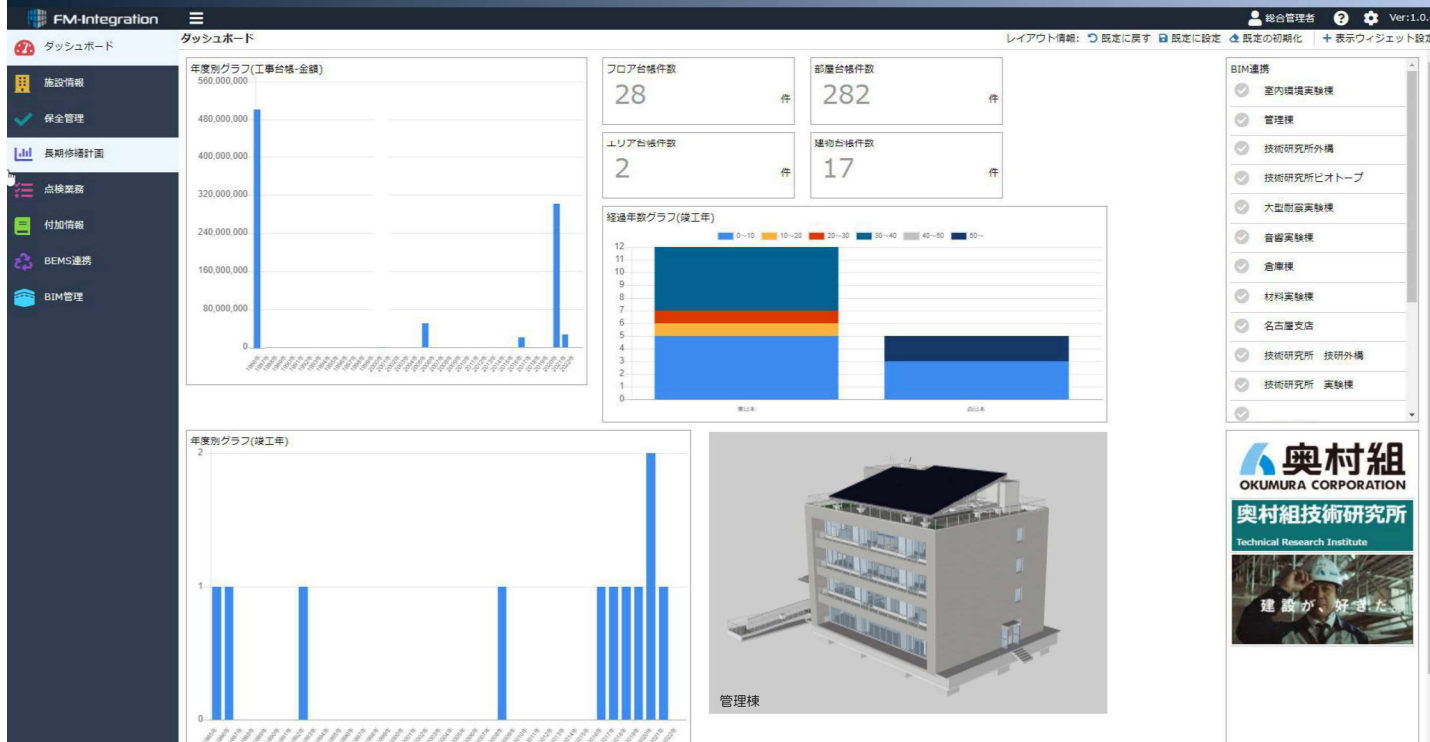 FM-Integration
総合管理者
Ver:1.0.
ダッシュボード
施設情報
保全管理
長期修繕計画
点検業務
付加情報
BEMS連携
BIM管理
ダッシュボード
レイアウト情報: 既定に戻す 既定に設定 既定の初期化 + 表示ウィジェット設定
年度別グラフ(工事台帳-金額)
560,000,000
480,000,000
400,000,000
320,000,000
240,000,000
160,000,000
80,000,000
0
フロア台帳件数
28 件
部屋台帳件数
282 件
エリア台帳件数
2 件
建物台帳件数
17 件
経過年数グラフ(竣工年)
0~10 10~20 20~30 30~40 40~50 50~
12
11
10
9
8
7
6
5
4
3
2
1
0
東日本 西日本
BIM連携
室内環境実験棟
管理棟
技術研究所外構
技術研究所ビオトープ
大型耐震実験棟
音響実験棟
倉庫棟
材料実験棟
名古屋支店
技術研究所 技研外構
技術研究所 実験棟
年度別グラフ(竣工年)
2
1
0
管理棟
奥村組
OKUMURA CORPORATION
奥村組技術研究所
Technical Research Institute
建設が、好きだ。